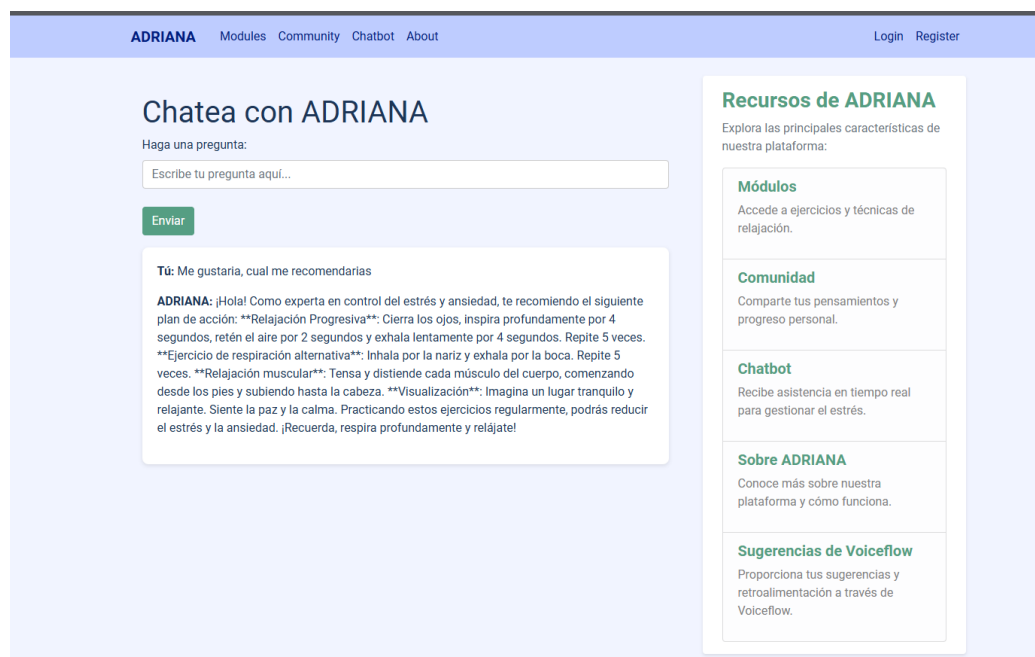 ADRIANA Modules Community Chatbot About Login Register
Chatea con ADRIANA
Haga una pregunta:
Escribe tu pregunta aquí...
Enviar
Tú: Me gustaria, cual me recomendarias
ADRIANA: ¡Hola! Como experta en control del estrés y ansiedad, te recomiendo el siguiente
plan de acción: **Relajación Progresiva**: Cierra los ojos, inspira profundamente por 4
segundos, retén el aire por 2 segundos y exhala lentamente por 4 segundos. Repite 5 veces.
**Ejercicio de respiración alternativa**: Inhala por la nariz y exhala por la boca. Repite 5
veces. **Relajación muscular**: Tensa y distiende cada músculo del cuerpo, comenzando
desde los pies y subiendo hasta la cabeza. **Visualización**: Imagina un lugar tranquilo y
relajante. Siente la paz y la calma. Practicando estos ejercicios regularmente, podrás reducir
el estrés y la ansiedad. ¡Recuerda, respira profundamente y relájate!
Recursos de ADRIANA
Explora las principales características de
nuestra plataforma:
Módulos
Accede a ejercicios y técnicas de
relajación.
Comunidad
Comparte tus pensamientos y
progreso personal.
Chatbot
Recibe asistencia en tiempo real
para gestionar el estrés.
Sobre ADRIANA
Conoce más sobre nuestra
plataforma y cómo funciona.
Sugerencias de Voiceflow
Proporciona tus sugerencias y
retroalimentación a través de
Voiceflow.